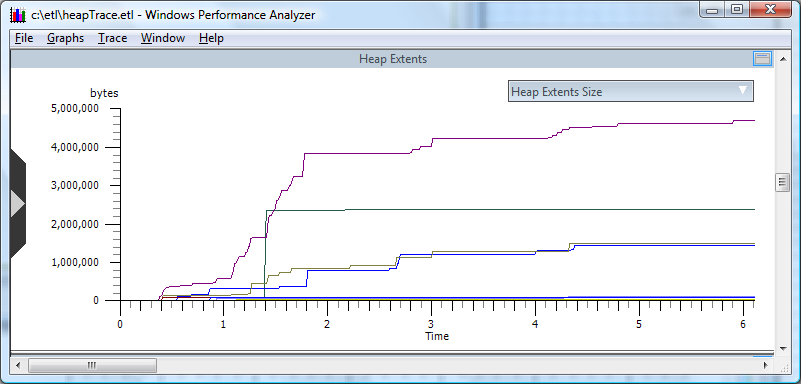 c:\etl\heapTrace.etl - Windows Performance Analyzer
File Graphs Trace Window Help
Heap Extents
bytes
Heap Extents Size
5,000,000
4,000,000
3,000,000
2,000,000
1,000,000
0
0 1 2 3 4 5 6
Time